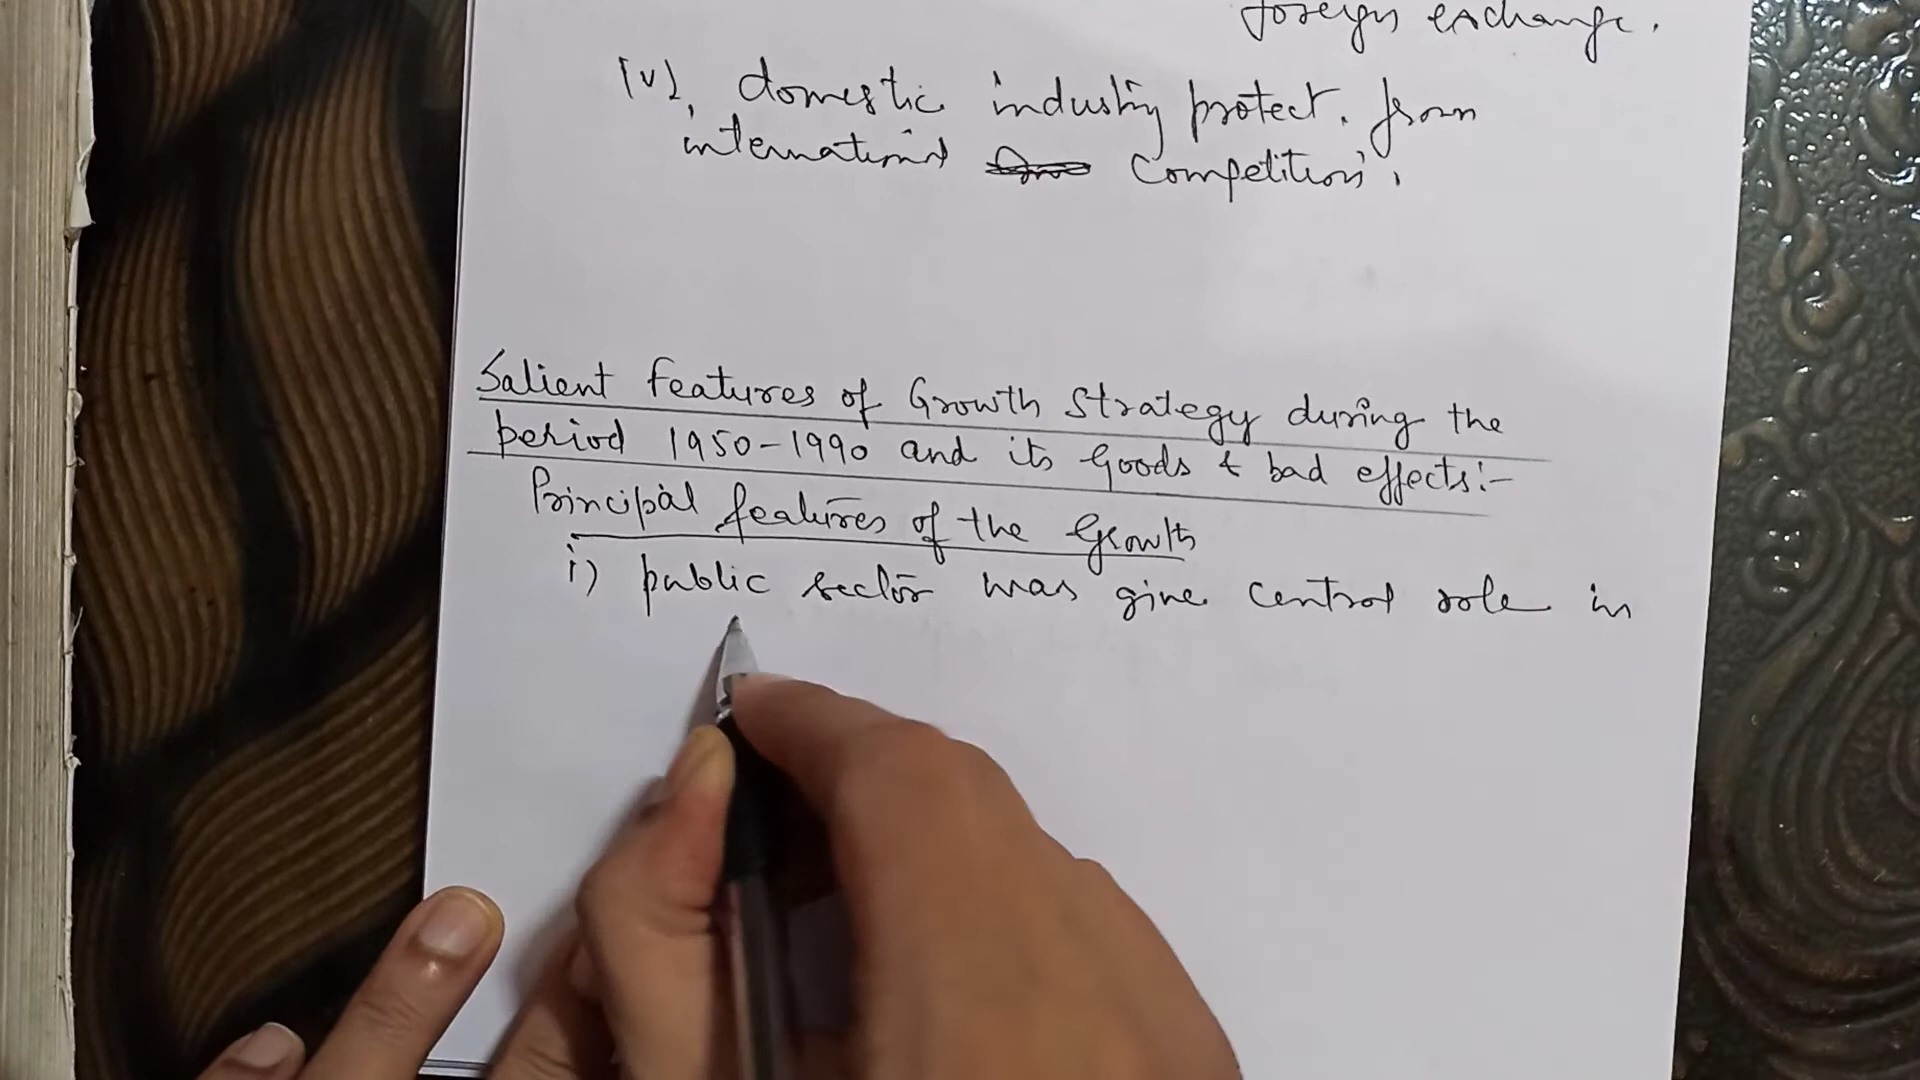 foreign exchange.
(v), domestic industry protect. from
international competition.
Salient features of Growth Strategy during the
period 1950-1990 and its Goods & bad effects:-
Principal features of the Growth
i) public sector was give central role in